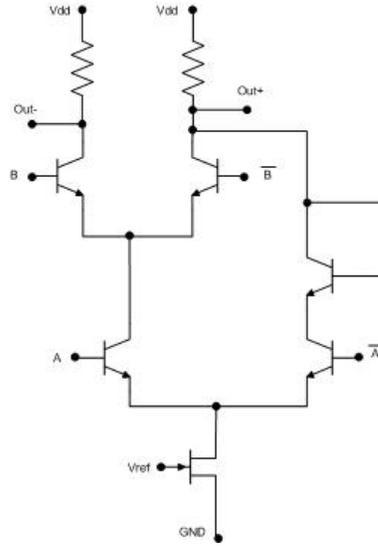 Vdd Vdd
Out- Out+
B B̅
A A̅
Vref
GND